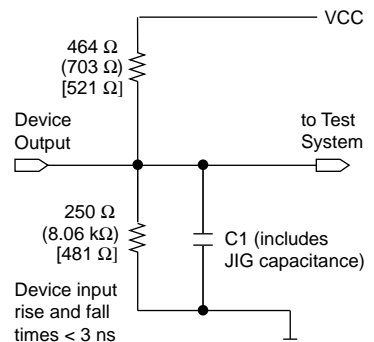 VCC
464 Ω
(703 Ω)
[521 Ω]
Device
Output
to Test
System
250 Ω
(8.06 kΩ)
[481 Ω]
C1 (includes
JIG capacitance)
Device input
rise and fall
times < 3 ns